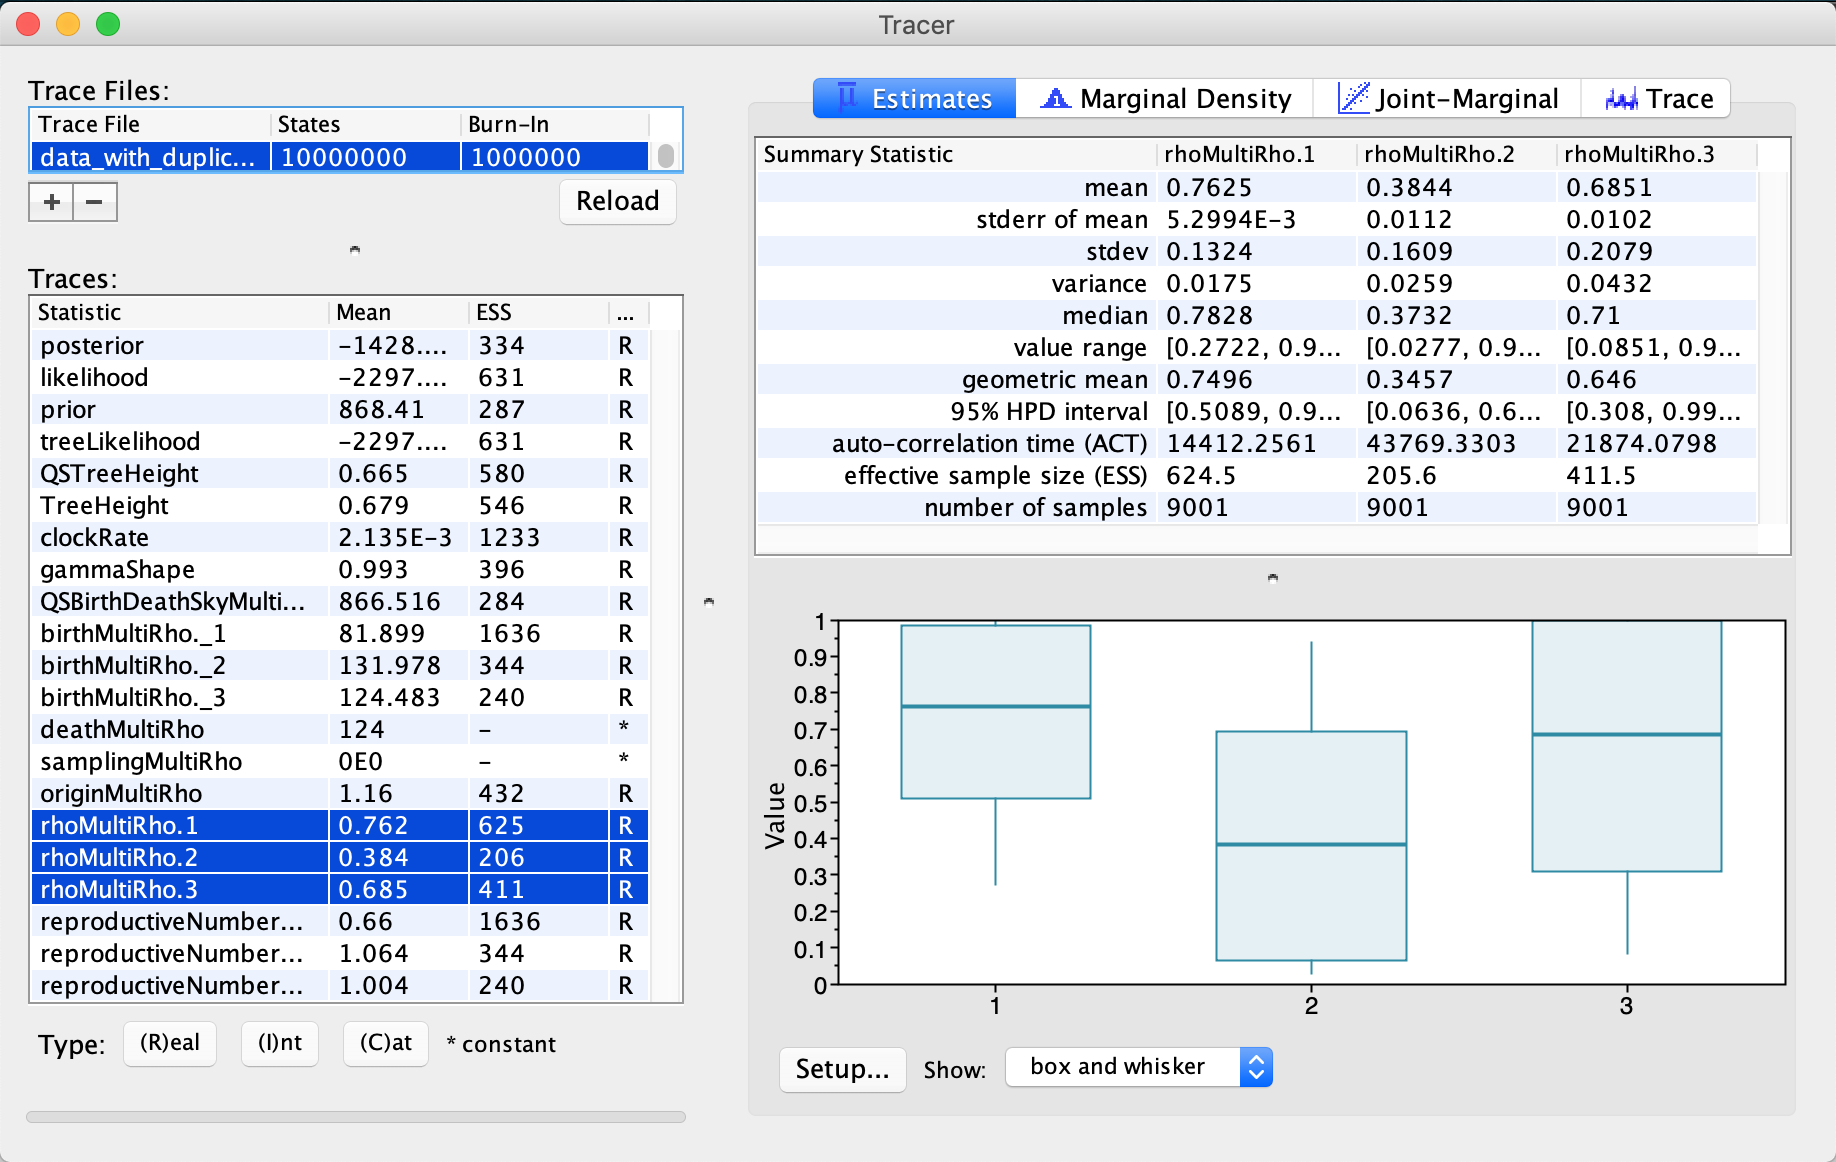 Tracer
Trace Files:
Trace File States Burn-In
data_with_duplic... 10000000 1000000
+ −
Reload
Traces:
Statistic Mean ESS ...
posterior -1428.... 334 R
likelihood -2297.... 631 R
prior 868.41 287 R
treeLikelihood -2297.... 631 R
QSTreeHeight 0.665 580 R
TreeHeight 0.679 546 R
clockRate 2.135E-3 1233 R
gammaShape 0.993 396 R
QSBirthDeathSkyMulti... 866.516 284 R
birthMultiRho._1 81.899 1636 R
birthMultiRho._2 131.978 344 R
birthMultiRho._3 124.483 240 R
deathMultiRho 124 - *
samplingMultiRho 0E0 - *
originMultiRho 1.16 432 R
rhoMultiRho.1 0.762 625 R
rhoMultiRho.2 0.384 206 R
rhoMultiRho.3 0.685 411 R
reproductiveNumber... 0.66 1636 R
reproductiveNumber... 1.064 344 R
reproductiveNumber... 1.004 240 R
Type: (R)eal (I)nt (C)at * constant
Estimates Marginal Density Joint-Marginal Trace
Summary Statistic rhoMultiRho.1 rhoMultiRho.2 rhoMultiRho.3
mean 0.7625 0.3844 0.6851
stderr of mean 5.2994E-3 0.0112 0.0102
stdev 0.1324 0.1609 0.2079
variance 0.0175 0.0259 0.0432
median 0.7828 0.3732 0.71
value range [0.2722, 0.9... [0.0277, 0.9... [0.0851, 0.9...
geometric mean 0.7496 0.3457 0.646
95% HPD interval [0.5089, 0.9... [0.0636, 0.6... [0.308, 0.99...
auto-correlation time (ACT) 14412.2561 43769.3303 21874.0798
effective sample size (ESS) 624.5 205.6 411.5
number of samples 9001 9001 9001
Value
1
0.9
0.8
0.7
0.6
0.5
0.4
0.3
0.2
0.1
0
1 2 3
Setup... Show: box and whisker